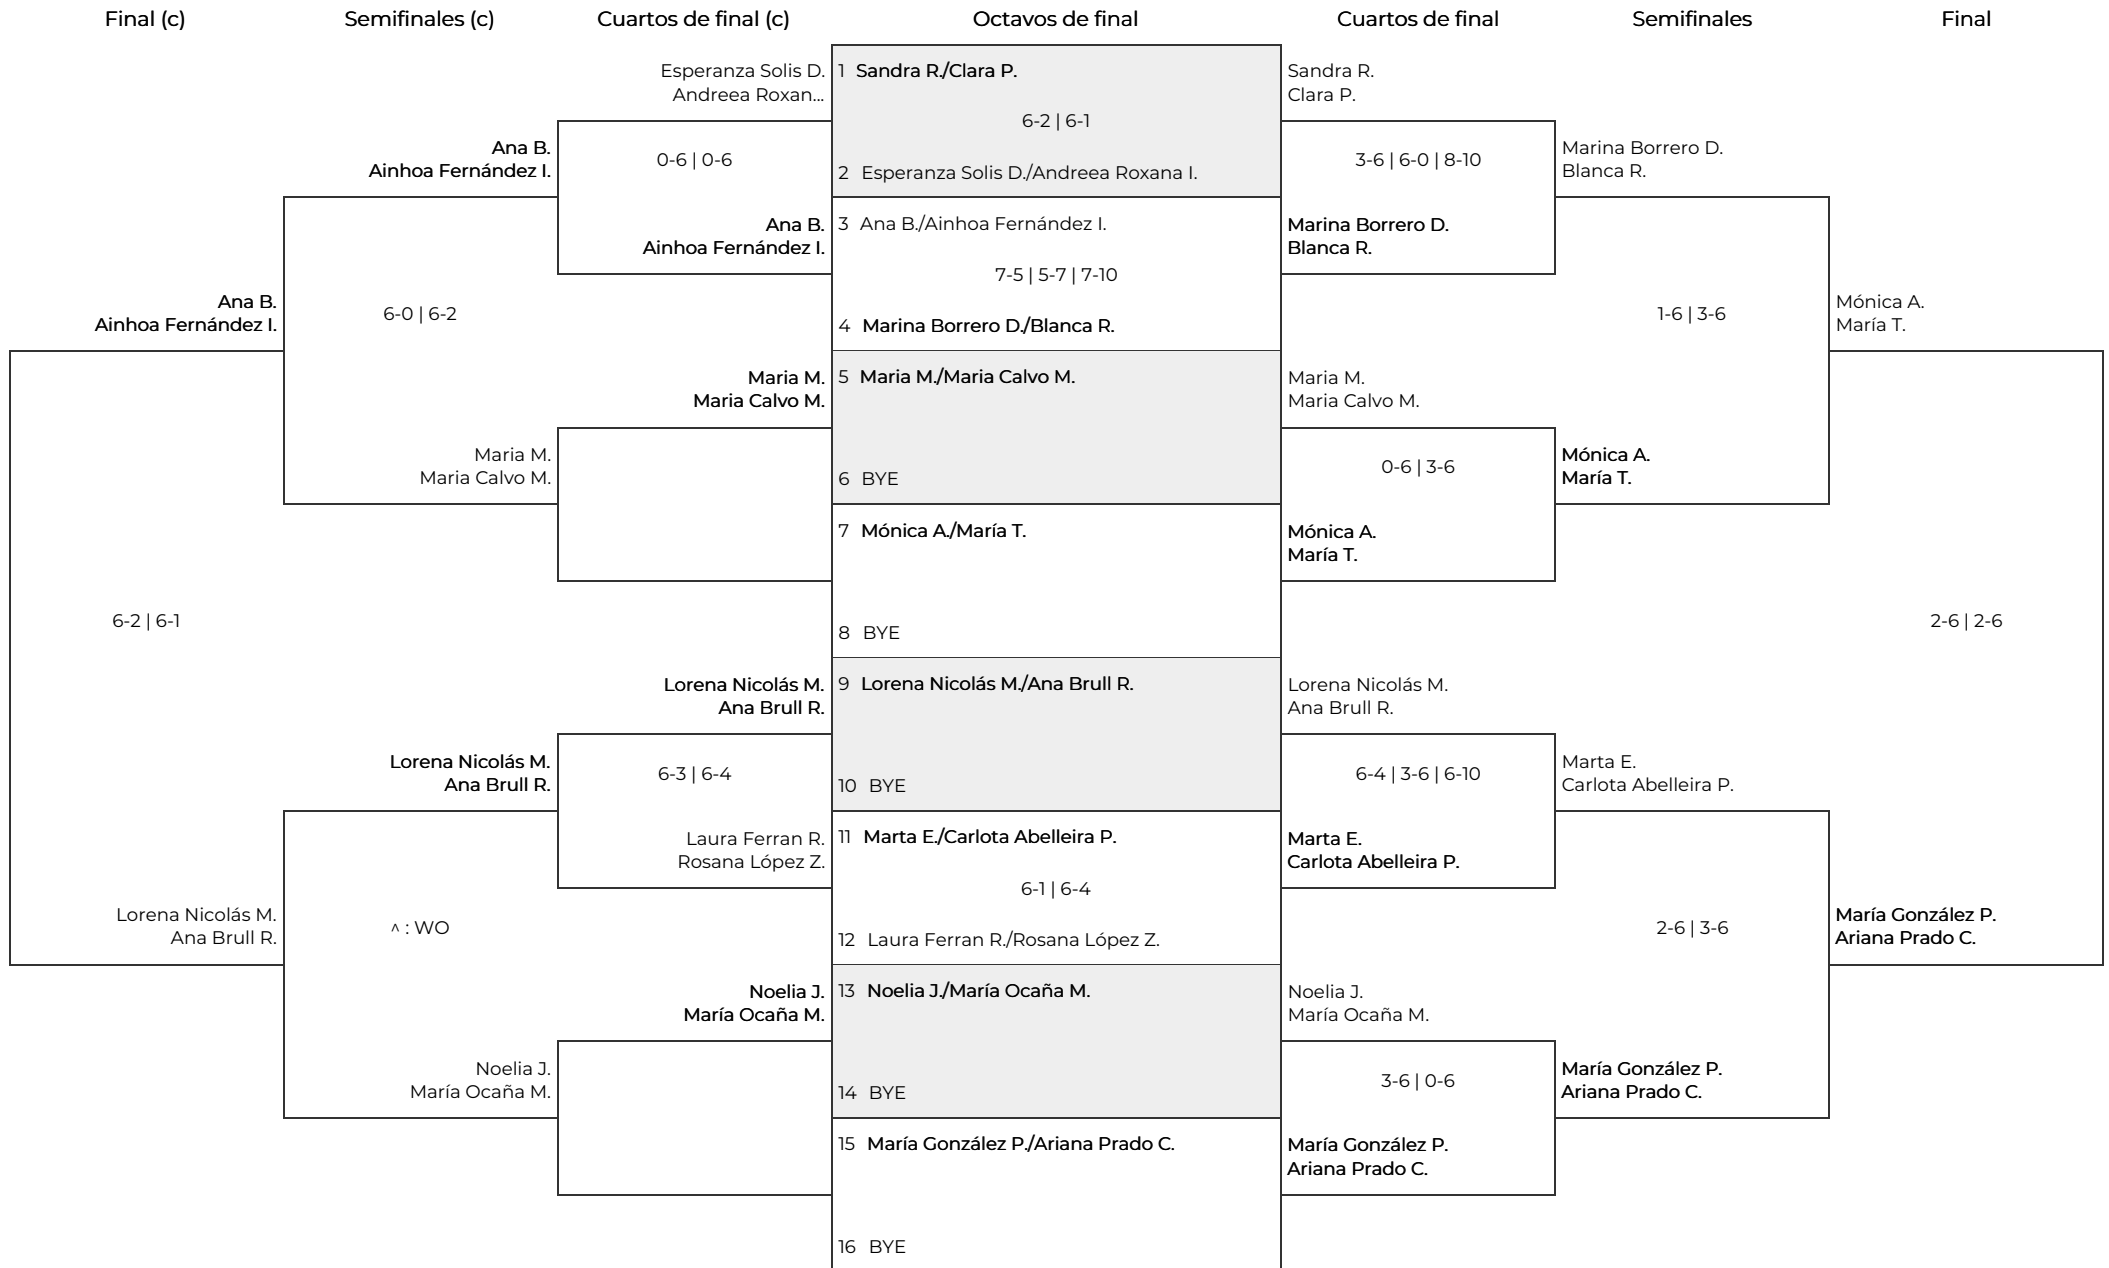 Final (c)
Semifinales (c)
Cuartos de final (c)
Octavos de final
Cuartos de final
Semifinales
Final
Ana B.
Ainhoa Fernández I.
6-2 | 6-1
Lorena Nicolás M.
Ana Brull R.
Ana B.
Ainhoa Fernández I.
6-0 | 6-2
Maria M.
Maria Calvo M.
Lorena Nicolás M.
Ana Brull R.
^ : WO
Noelia J.
María Ocaña M.
Esperanza Solis D.
Andreea Roxan...
0-6 | 0-6
Ana B.
Ainhoa Fernández I.
Maria M.
Maria Calvo M.
Lorena Nicolás M.
Ana Brull R.
6-3 | 6-4
Laura Ferran R.
Rosana López Z.
Noelia J.
María Ocaña M.
1 Sandra R./Clara P.
6-2 | 6-1
2 Esperanza Solis D./Andreea Roxana I.
3 Ana B./Ainhoa Fernández I.
7-5 | 5-7 | 7-10
4 Marina Borrero D./Blanca R.
5 Maria M./Maria Calvo M.
6 BYE
7 Mónica A./María T.
8 BYE
9 Lorena Nicolás M./Ana Brull R.
10 BYE
11 Marta E./Carlota Abelleira P.
6-1 | 6-4
12 Laura Ferran R./Rosana López Z.
13 Noelia J./María Ocaña M.
14 BYE
15 María González P./Ariana Prado C.
16 BYE
Sandra R.
Clara P.
3-6 | 6-0 | 8-10
Marina Borrero D.
Blanca R.
Maria M.
Maria Calvo M.
0-6 | 3-6
Mónica A.
María T.
Lorena Nicolás M.
Ana Brull R.
6-4 | 3-6 | 6-10
Marta E.
Carlota Abelleira P.
Noelia J.
María Ocaña M.
3-6 | 0-6
María González P.
Ariana Prado C.
Marina Borrero D.
Blanca R.
1-6 | 3-6
Mónica A.
María T.
Marta E.
Carlota Abelleira P.
2-6 | 3-6
María González P.
Ariana Prado C.
Mónica A.
María T.
2-6 | 2-6
María González P.
Ariana Prado C.